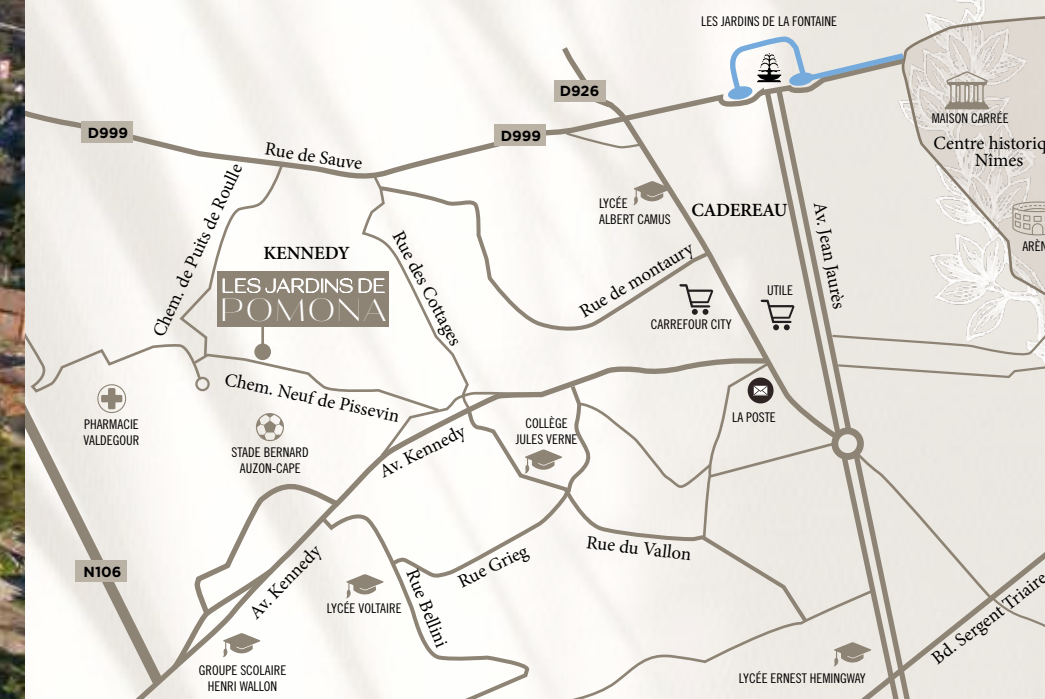 LES JARDINS DE LA FONTAINE
D926
D999
D999
MAISON CARRÉE
Centre historiq
Nîmes
Rue de Sauve
Chem. de Puits de Roulle
LYCÉE
ALBERT CAMUS
CADEREAU
Av. Jean Jaurès
ARÈN
KENNEDY
LES JARDINS DE
POMONA
Rue des Cottages
Rue de montaury
CARREFOUR CITY
UTILE
Chem. Neuf de Pissevin
PHARMACIE
VALDEGOUR
STADE BERNARD
AUZON-CAPE
Av. Kennedy
COLLÈGE
JULES VERNE
LA POSTE
N106
Av. Kennedy
LYCÉE VOLTAIRE
Rue Bellini
Rue Grieg
Rue du Vallon
GROUPE SCOLAIRE
HENRI WALLON
LYCÉE ERNEST HEMINGWAY
Bd. Sergent Triaire